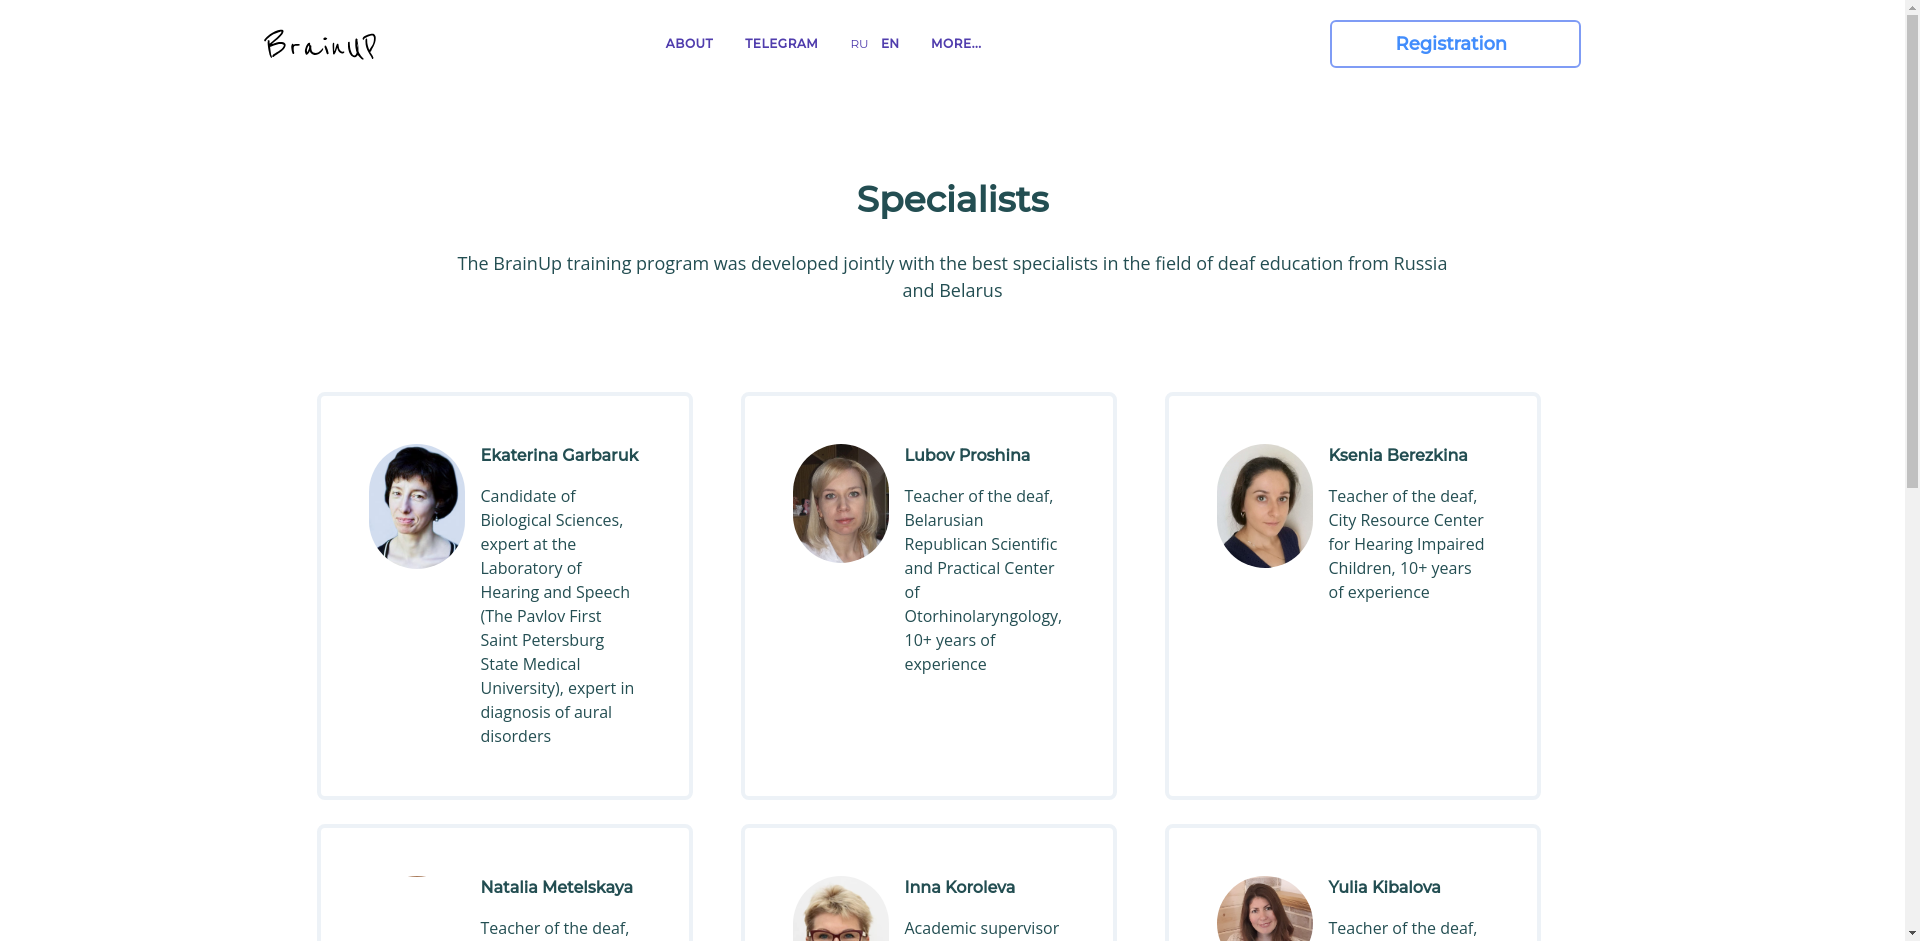 BrainUP
ABOUT
TELEGRAM
RU
EN
MORE...
Registration
Specialists
The BrainUp training program was developed jointly with the best specialists in the field of deaf education from Russia
and Belarus
Ekaterina Garbaruk
Candidate of
Biological Sciences,
expert at the
Laboratory of
Hearing and Speech
(The Pavlov First
Saint Petersburg
State Medical
University), expert in
diagnosis of aural
disorders
Lubov Proshina
Teacher of the deaf,
Belarusian
Republican Scientific
and Practical Center
of
Otorhinolaryngology,
10+ years of
experience
Ksenia Berezkina
Teacher of the deaf,
City Resource Center
for Hearing Impaired
Children, 10+ years
of experience
Natalia Metelskaya
Teacher of the deaf,
Inna Koroleva
Academic supervisor
Yulia Kibalova
Teacher of the deaf,